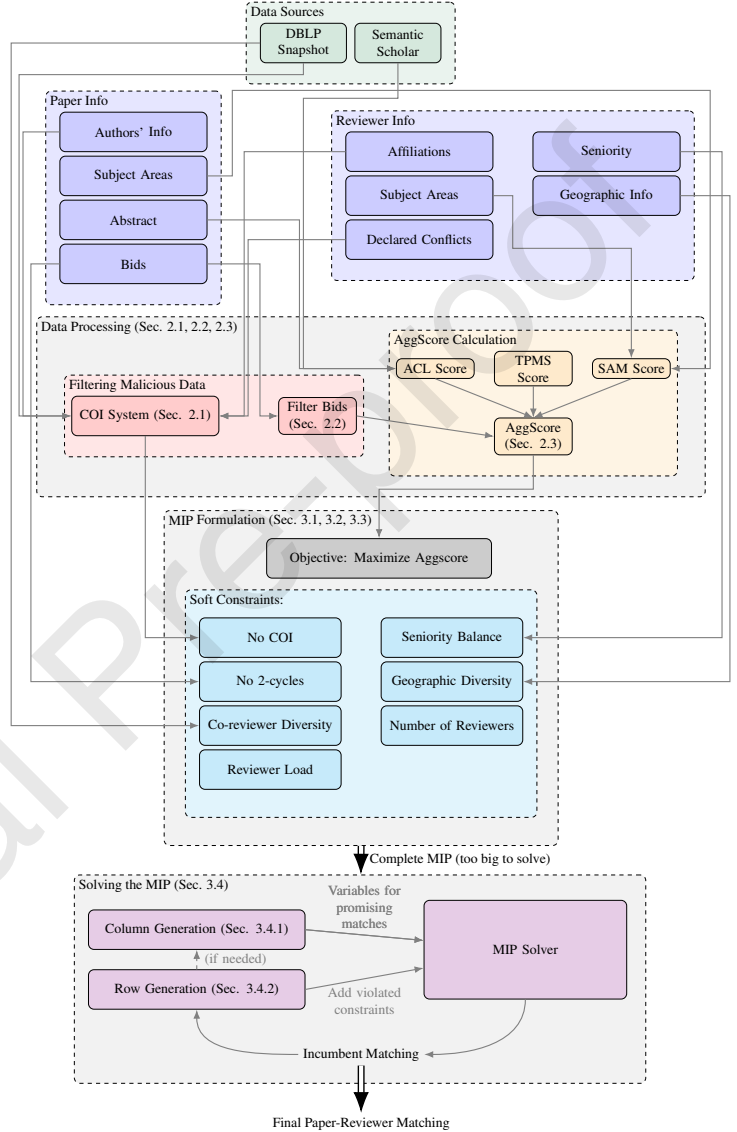 Data Sources
DBLP
Snapshot
Semantic
Scholar
Paper Info
Authors' Info
Subject Areas
Abstract
Bids
Reviewer Info
Affiliations
Subject Areas
Declared Conflicts
Seniority
Geographic Info
Data Processing (Sec. 2.1, 2.2, 2.3)
Filtering Malicious Data
COI System (Sec. 2.1)
Filter Bids
(Sec. 2.2)
AggScore Calculation
ACL Score
TPMS
Score
SAM Score
AggScore
(Sec. 2.3)
MIP Formulation (Sec. 3.1, 3.2, 3.3)
Objective: Maximize Aggscore
Soft Constraints:
No COI
No 2-cycles
Co-reviewer Diversity
Reviewer Load
Seniority Balance
Geographic Diversity
Number of Reviewers
Complete MIP (too big to solve)
Solving the MIP (Sec. 3.4)
Column Generation (Sec. 3.4.1)
(if needed)
Row Generation (Sec. 3.4.2)
Variables for
promising
matches
Add violated
constraints
MIP Solver
Incumbent Matching
Final Paper-Reviewer Matching
al Pre-proof